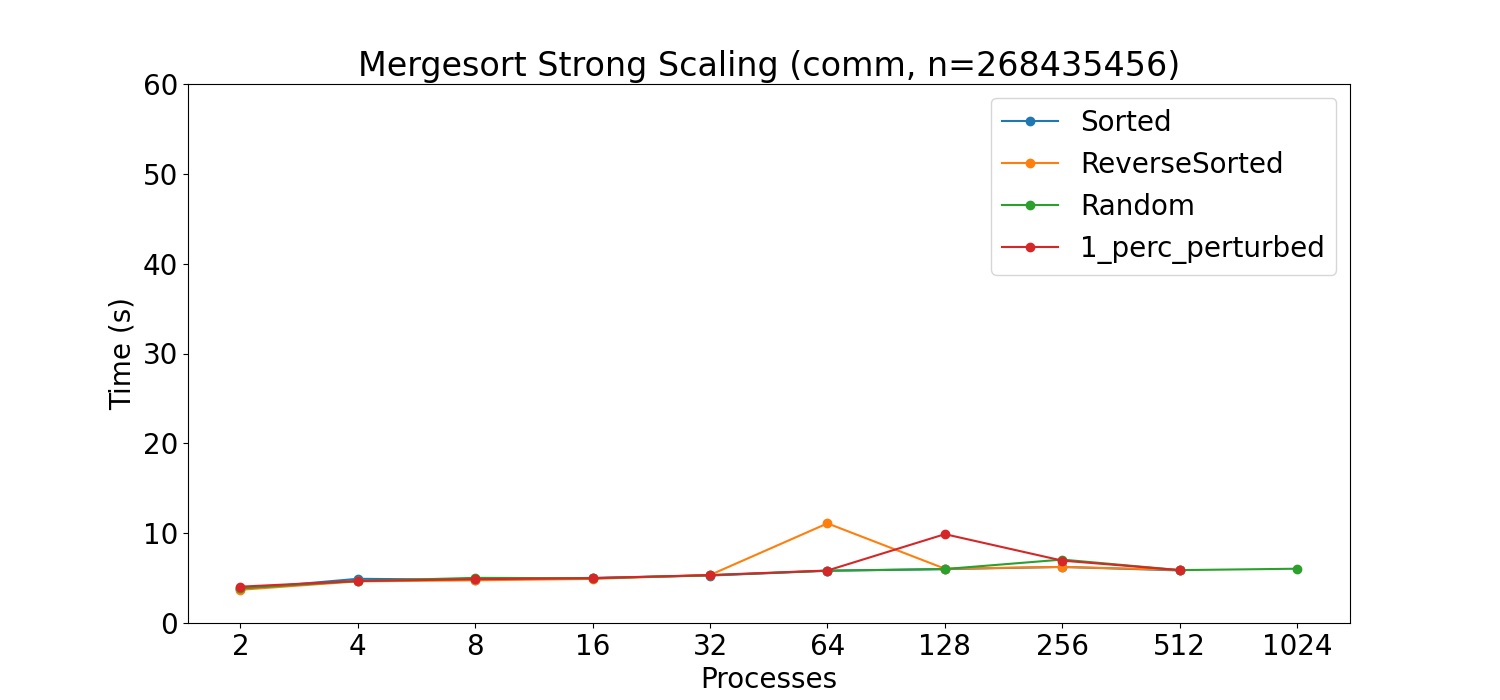 Mergesort Strong Scaling (comm, n=268435456)
60
50
40
30
20
10
0
Time (s)
Sorted
ReverseSorted
Random
1_perc_perturbed
2 4 8 16 32 64 128 256 512 1024
Processes